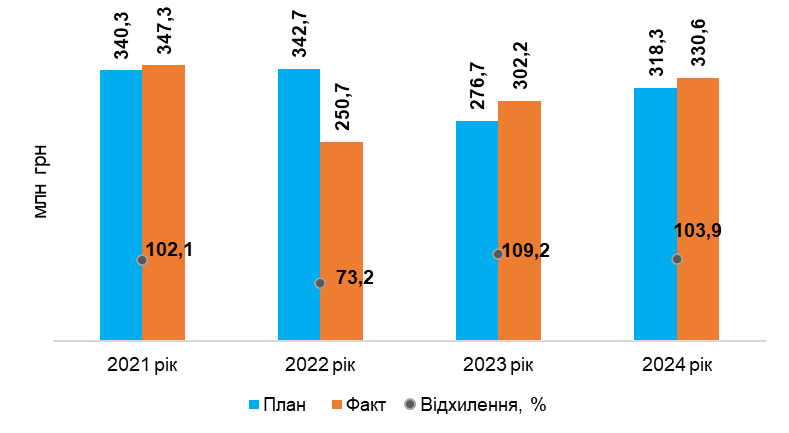 340,3
347,3
342,7
250,7
276,7
302,2
318,3
330,6
млн грн
102,1
73,2
109,2
103,9
2021 рік
2022 рік
2023 рік
2024 рік
План
Факт
Відхилення, %